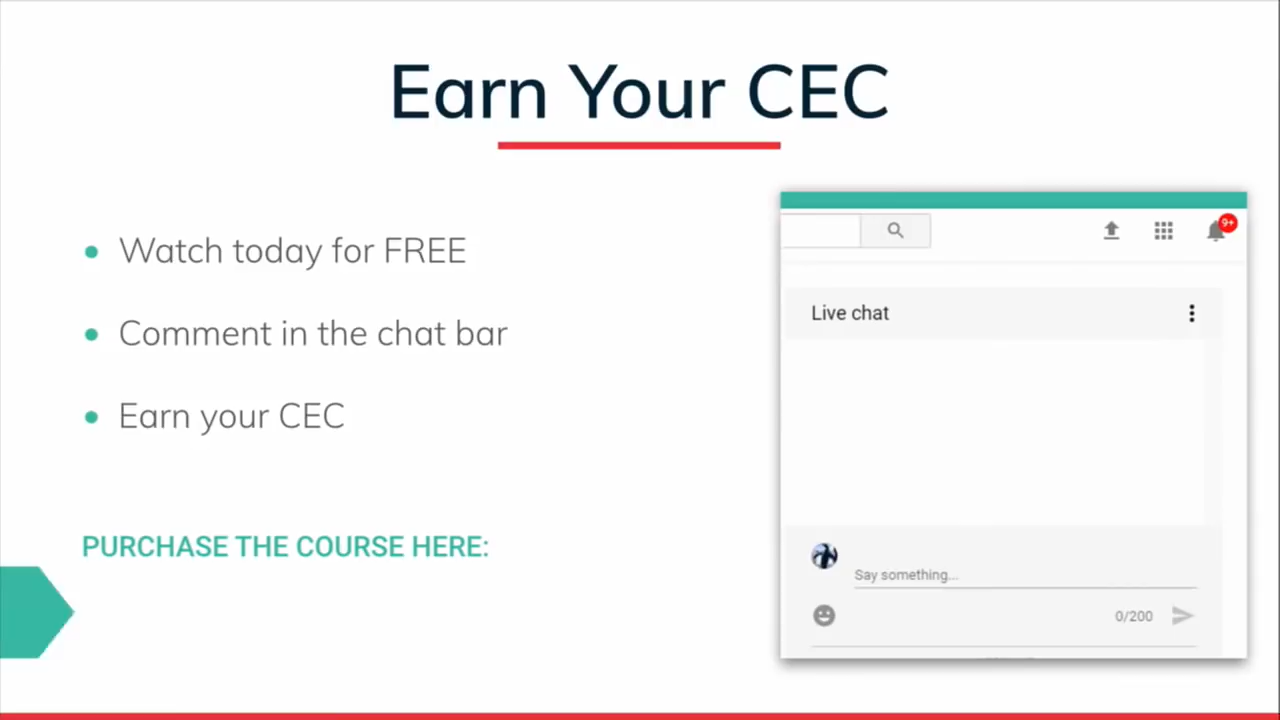 Earn Your CEC
Watch today for FREE
Comment in the chat bar
Earn your CEC
PURCHASE THE COURSE HERE:
9+
Live chat
Say something...
0/200